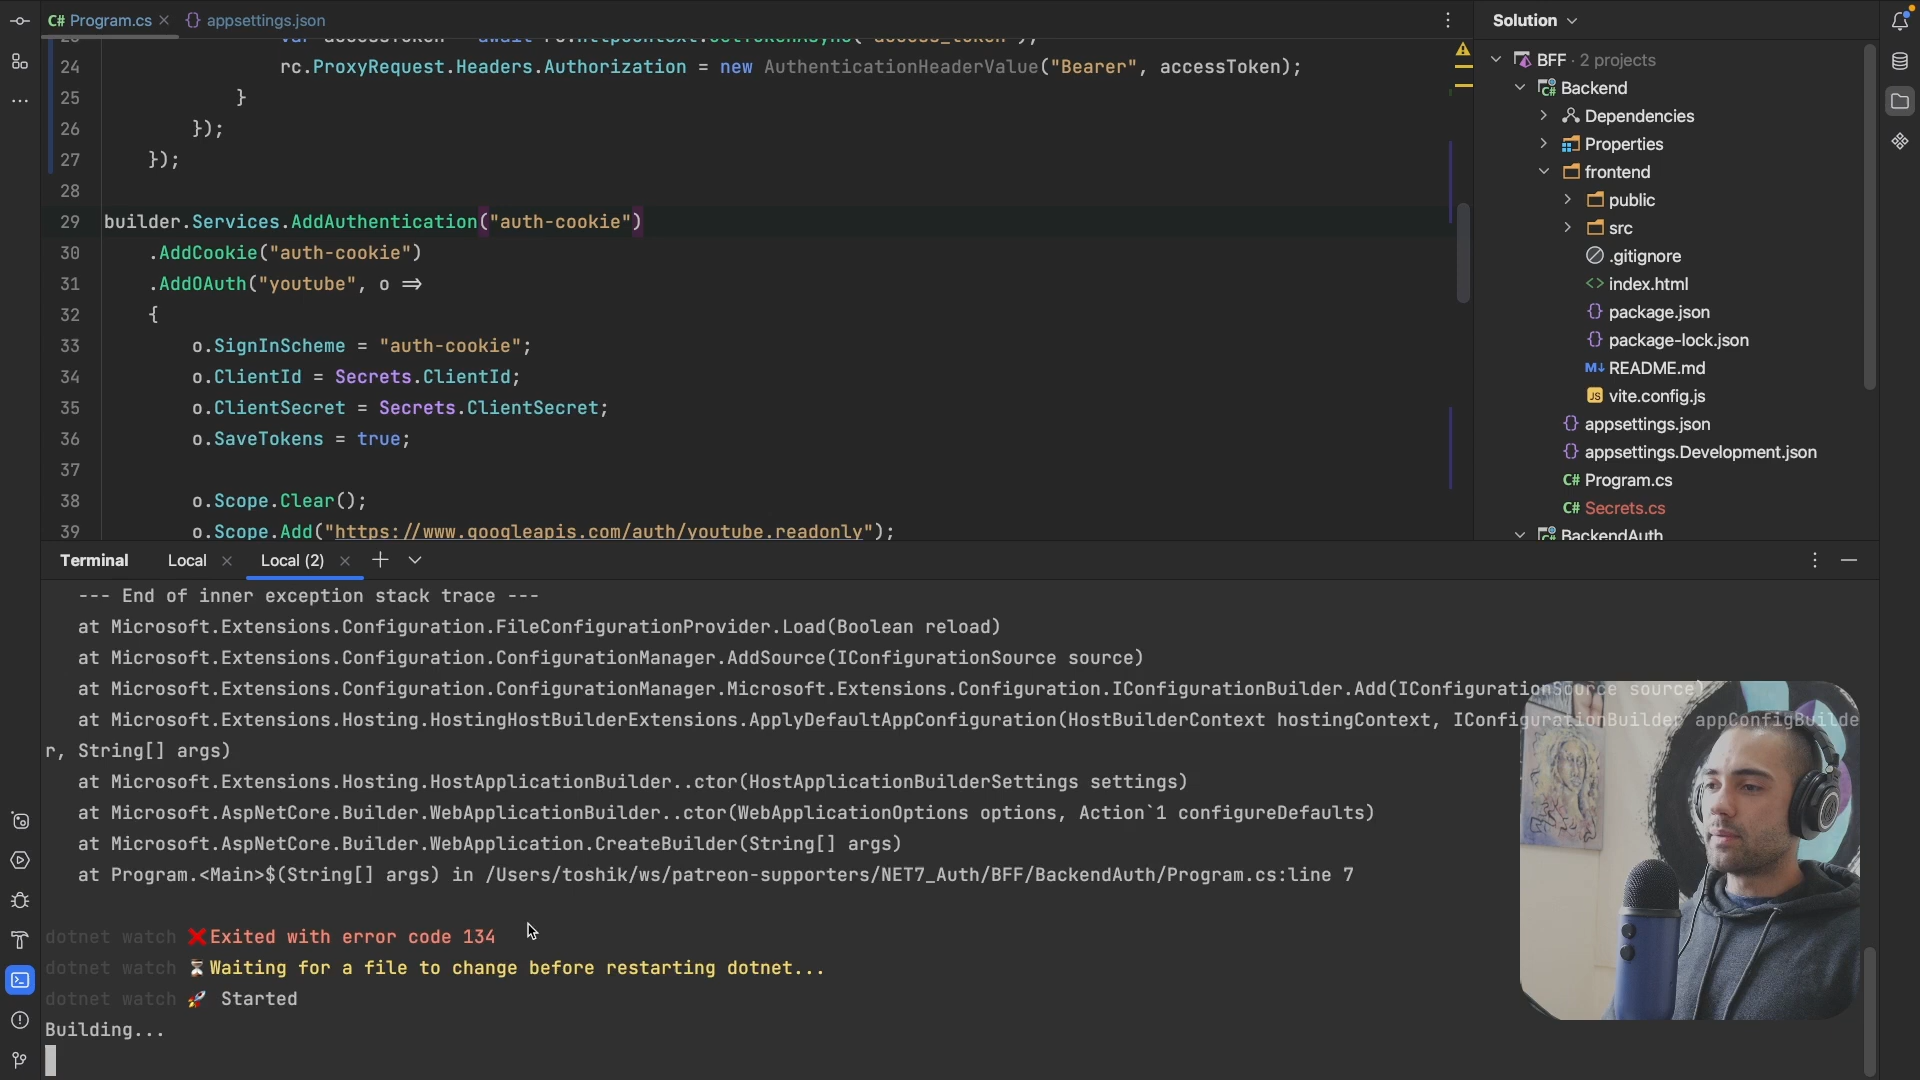 C# Program.cs
{} appsettings.json
24 rc.ProxyRequest.Headers.Authorization = new AuthenticationHeaderValue("Bearer", accessToken);
25 }
26 });
27 });
28
29 builder.Services.AddAuthentication("auth-cookie")
30 .AddCookie("auth-cookie")
31 .AddOAuth("youtube", o =>
32 {
33 o.SignInScheme = "auth-cookie";
34 o.ClientId = Secrets.ClientId;
35 o.ClientSecret = Secrets.ClientSecret;
36 o.SaveTokens = true;
37
38 o.Scope.Clear();
39 o.Scope.Add("https://www.googleapis.com/auth/youtube.readonly");
Solution
BFF · 2 projects
C# Backend
Dependencies
Properties
frontend
public
src
.gitignore
<> index.html
{} package.json
{} package-lock.json
M↓ README.md
JS vite.config.js
{} appsettings.json
{} appsettings.Development.json
C# Program.cs
C# Secrets.cs
C# BackendAuth
Terminal
Local
Local (2)
--- End of inner exception stack trace ---
at Microsoft.Extensions.Configuration.FileConfigurationProvider.Load(Boolean reload)
at Microsoft.Extensions.Configuration.ConfigurationManager.AddSource(IConfigurationSource source)
at Microsoft.Extensions.Configuration.ConfigurationManager.Microsoft.Extensions.Configuration.IConfigurationBuilder.Add(IConfigurationSource source)
at Microsoft.Extensions.Hosting.HostingHostBuilderExtensions.ApplyDefaultAppConfiguration(HostBuilderContext hostingContext, IConfigurationBuilder appConfigBuilde
r, String[] args)
at Microsoft.Extensions.Hosting.HostApplicationBuilder..ctor(HostApplicationBuilderSettings settings)
at Microsoft.AspNetCore.Builder.WebApplicationBuilder..ctor(WebApplicationOptions options, Action`1 configureDefaults)
at Microsoft.AspNetCore.Builder.WebApplication.CreateBuilder(String[] args)
at Program.<Main>$(String[] args) in /Users/toshik/ws/patreon-supporters/NET7_Auth/BFF/BackendAuth/Program.cs:line 7
dotnet watch ❌Exited with error code 134
dotnet watch ⌛Waiting for a file to change before restarting dotnet...
dotnet watch 🚀 Started
Building...